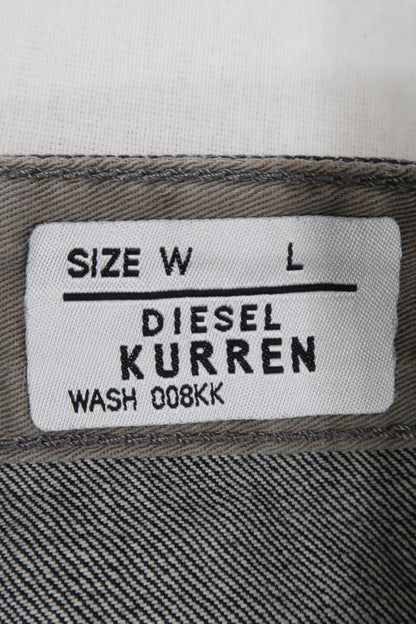 SIZE W L
DIESEL
KURREN
WASH 008KK